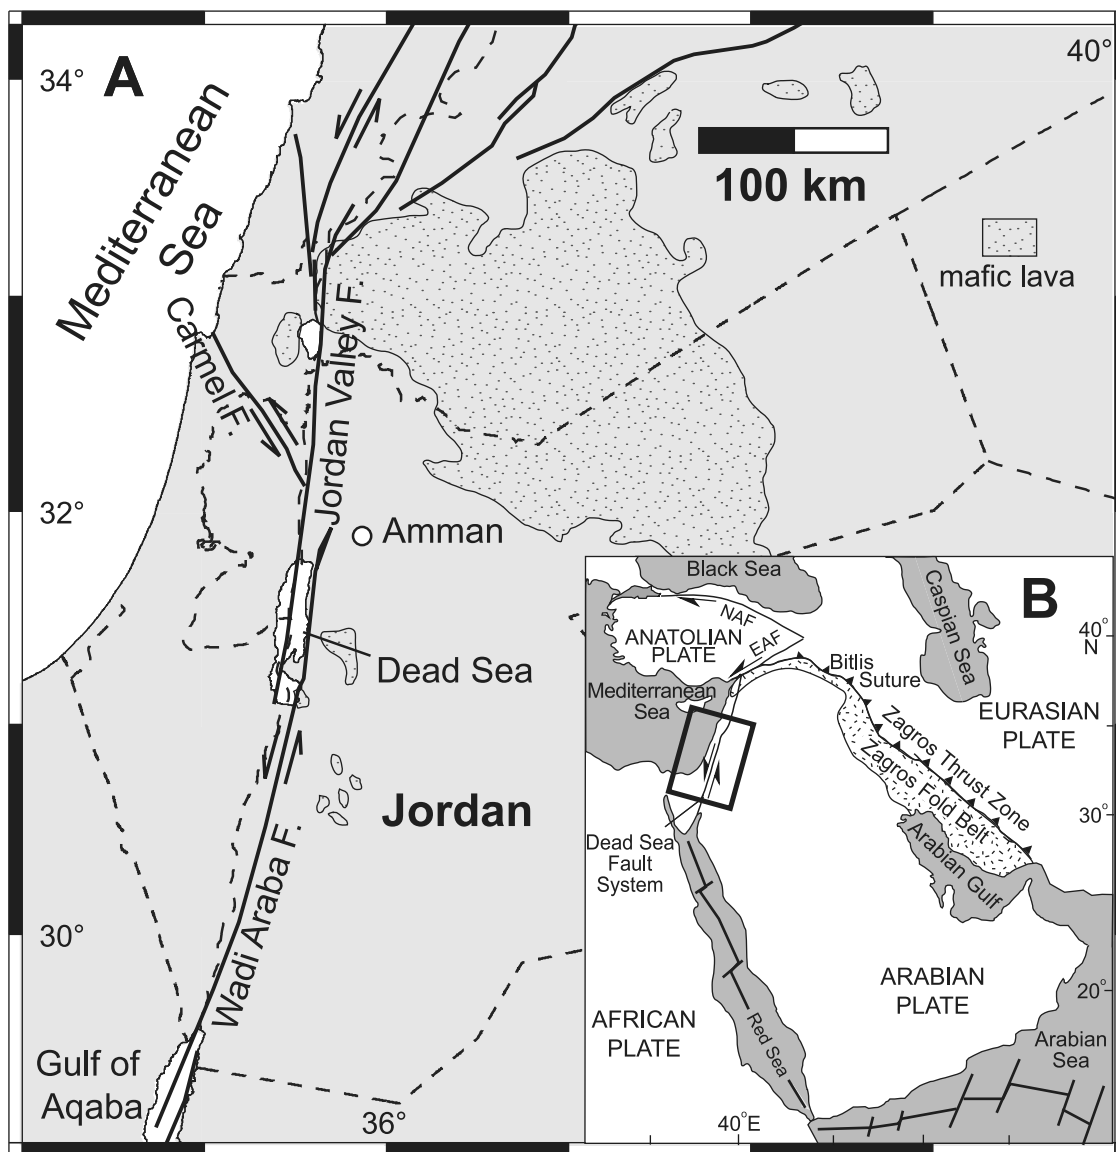 34°
A
40°
Mediterranean
Sea
100 km
mafic lava
Carmel F.
Jordan Valley F.
32°
Amman
Dead Sea
Jordan
Wadi Araba F.
30°
Gulf of
Aqaba
36°
B
Black Sea
Caspian Sea
NAF
EAF
ANATOLIAN
PLATE
40°
N
Bitlis
Suture
Mediterranean
Sea
EURASIAN
PLATE
Zagros Thrust Zone
Zagros Fold Belt
30°
Arabian Gulf
Dead Sea
Fault
System
ARABIAN
PLATE
20°
AFRICAN
PLATE
Red Sea
Arabian
Sea
40°E